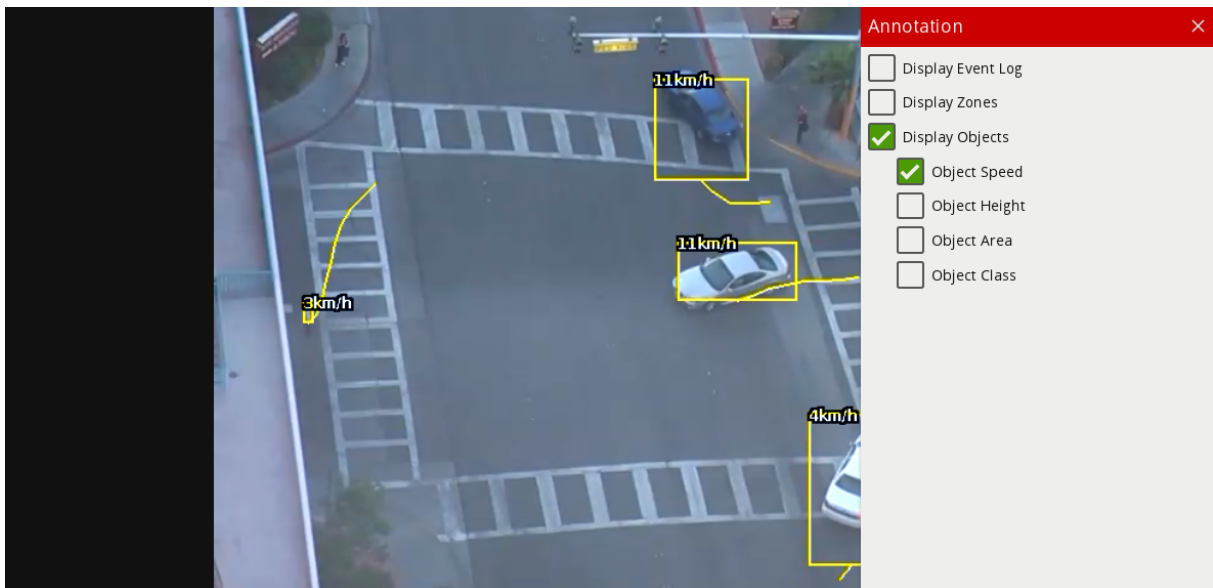 Annotation
Display Event Log
Display Zones
Display Objects
Object Speed
Object Height
Object Area
Object Class
11km/h
11km/h
3km/h
4km/h